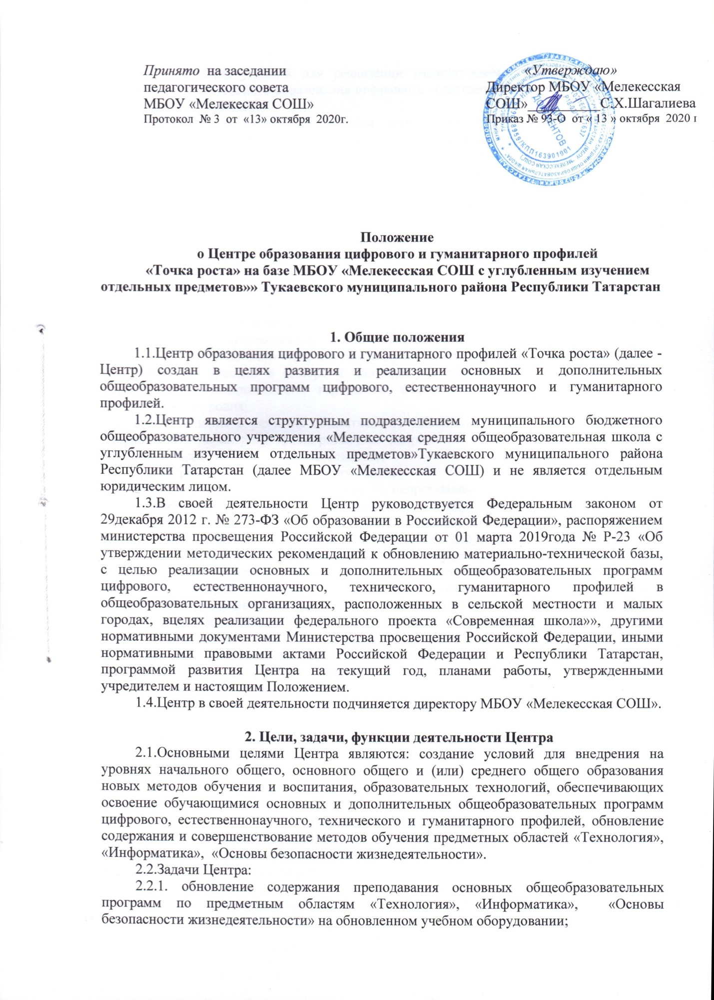 Принято на заседании
педагогического совета
МБОУ «Мелекеская СОШ»
Протокол № 3 от «13» октября 2020г.
«Утверждаю»
Директор МБОУ «Мелекесская
СОШ»__________С.Х.Шагалиева
Приказ № 93-О от « 13 » октября 2020 г
ДЛЯ
ДОКУМЕНТОВ
Положение
о Центре образования цифрового и гуманитарного профилей
«Точка роста» на базе МБОУ «Мелекесская СОШ с углубленным изучением
отдельных предметов»» Тукаевского муниципального района Республики Татарстан
1. Общие положения
1.1.Центр образования цифрового и гуманитарного профилей «Точка роста» (далее -
Центр) создан в целях развития и реализации основных и дополнительных
общеобразовательных программ цифрового, естественнонаучного и гуманитарного
профилей.
1.2.Центр является структурным подразделением муниципального бюджетного
общеобразовательного учреждения «Мелекесская средняя общеобразовательная школа с
углубленным изучением отдельных предметов»Тукаевского муниципального района
Республики Татарстан (далее МБОУ «Мелекесская СОШ) и не является отдельным
юридическим лицом.
1.3.В своей деятельности Центр руководствуется Федеральным законом от
29декабря 2012 г. № 273-ФЗ «Об образовании в Российской Федерации», распоряжением
министерства просвещения Российской Федерации от 01 марта 2019года № Р-23 «Об
утверждении методических рекомендаций к обновлению материально-технической базы,
с целью реализации основных и дополнительных общеобразовательных программ
цифрового, естественнонаучного, технического, гуманитарного профилей в
общеобразовательных организациях, расположенных в сельской местности и малых
городах, вцелях реализации федерального проекта «Современная школа»», другими
нормативными документами Министерства просвещения Российской Федерации, иными
нормативными правовыми актами Российской Федерации и Республики Татарстан,
программой развития Центра на текущий год, планами работы, утвержденными
учредителем и настоящим Положением.
1.4.Центр в своей деятельности подчиняется директору МБОУ «Мелекесская СОШ».
2. Цели, задачи, функции деятельности Центра
2.1.Основными целями Центра являются: создание условий для внедрения на
уровнях начального общего, основного общего и (или) среднего общего образования
новых методов обучения и воспитания, образовательных технологий, обеспечивающих
освоение обучающимися основных и дополнительных общеобразовательных программ
цифрового, естественнонаучного, технического и гуманитарного профилей, обновление
содержания и совершенствование методов обучения предметных областей «Технология»,
«Информатика», «Основы безопасности жизнедеятельности».
2.2.Задачи Центра:
2.2.1. обновление содержания преподавания основных общеобразовательных
программ по предметным областям «Технология», «Информатика», «Основы
безопасности жизнедеятельности» на обновленном учебном оборудовании;